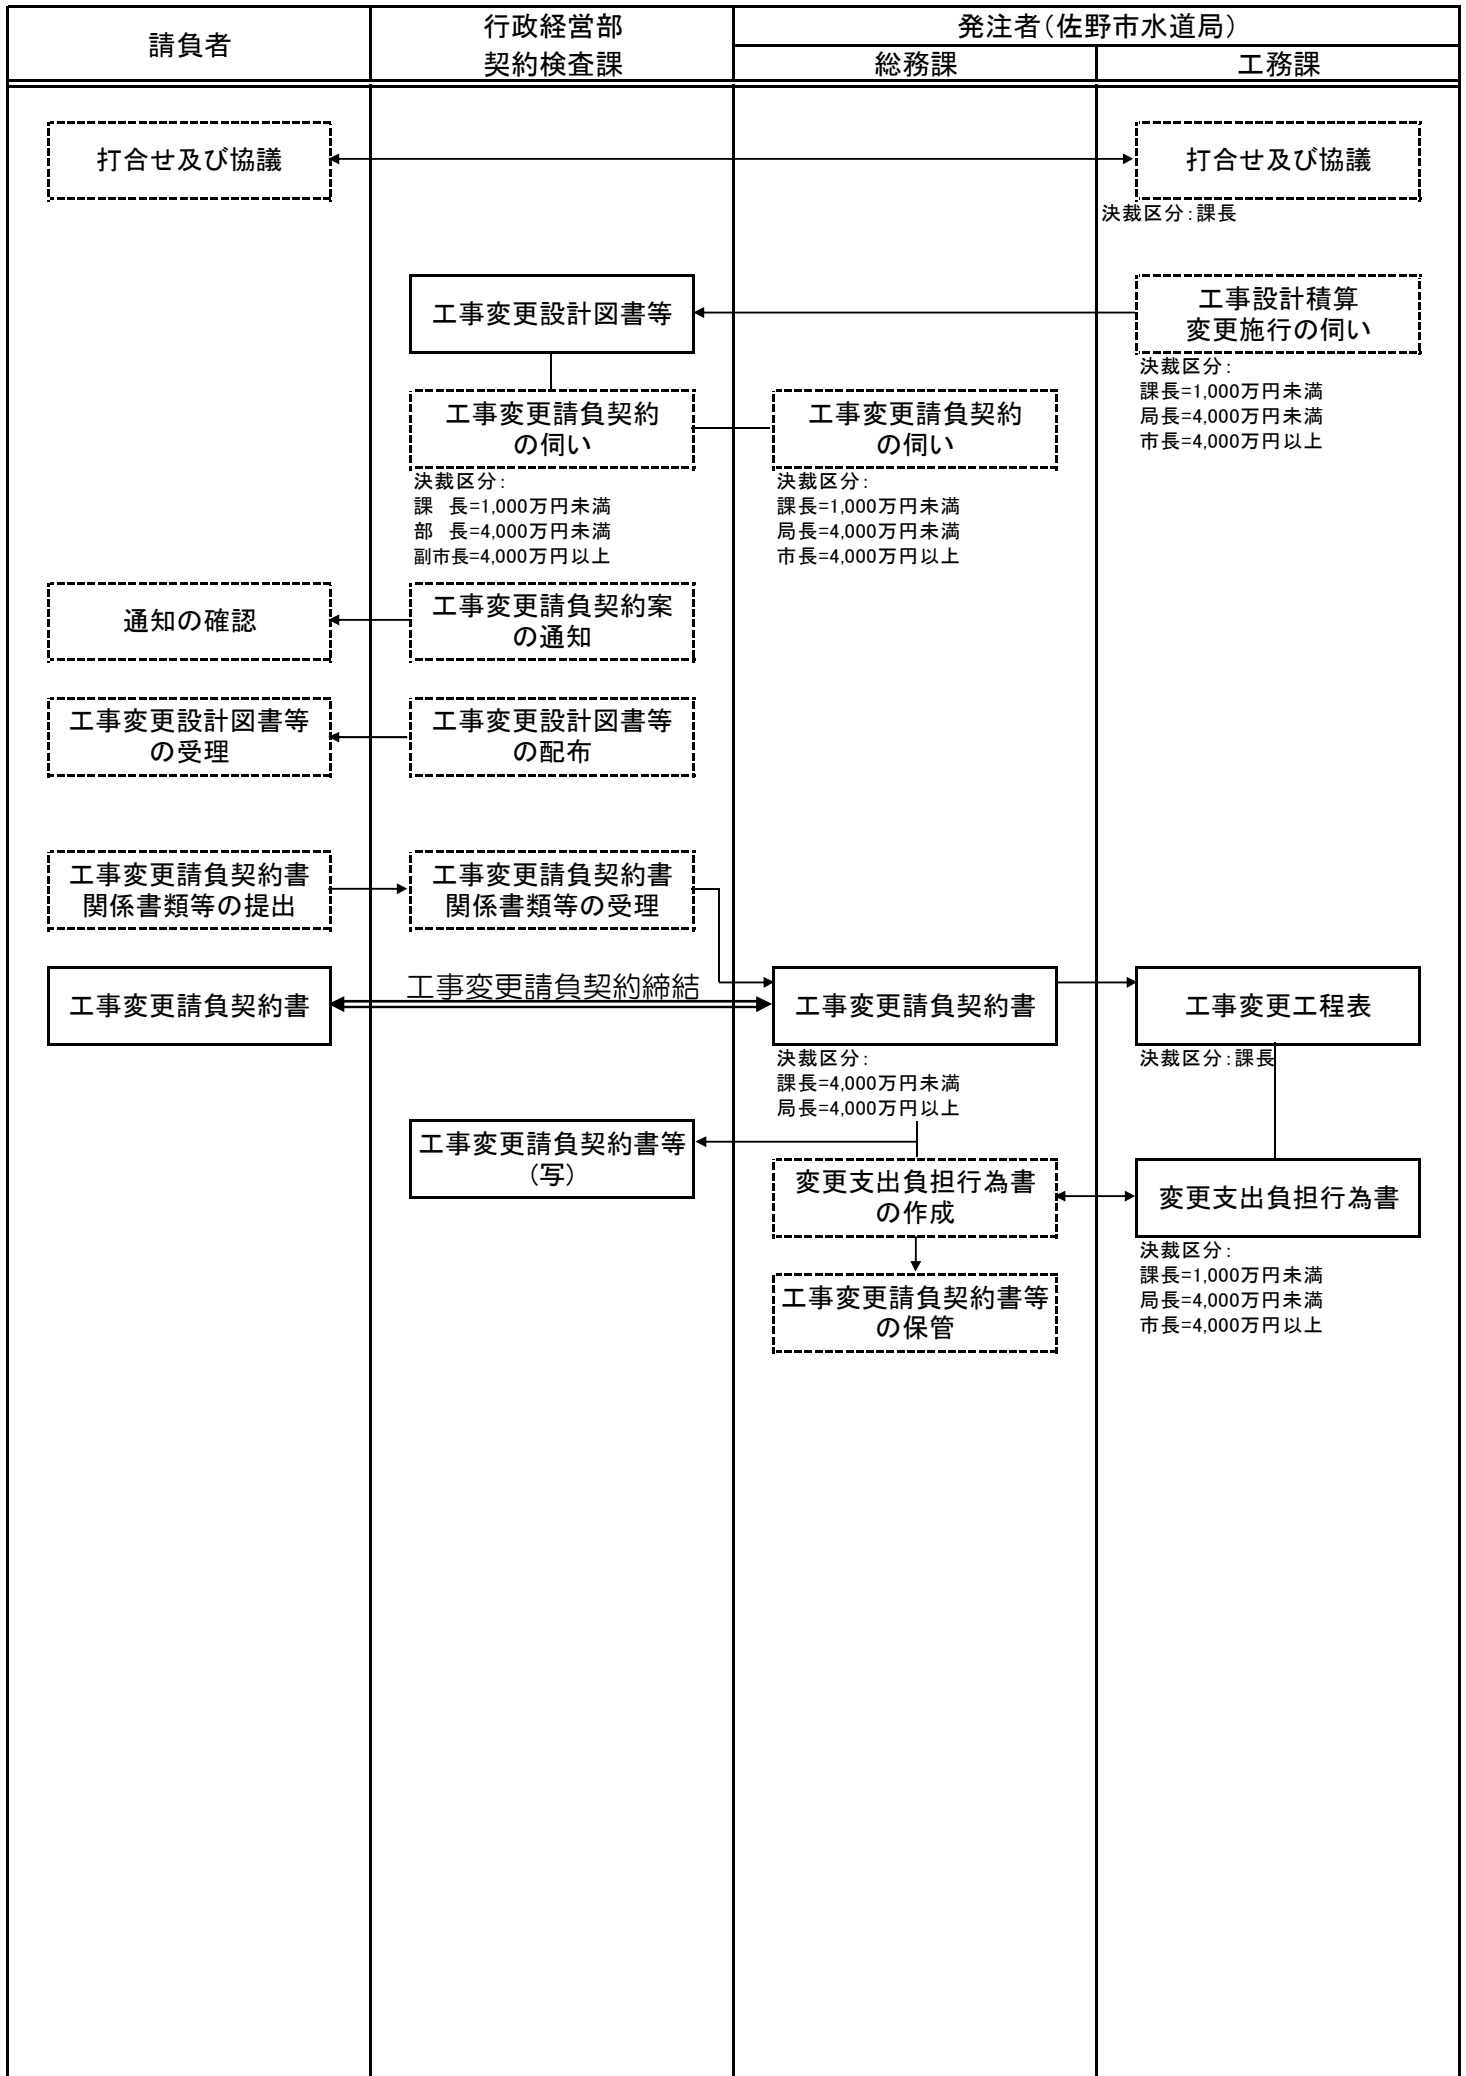 請負者
行政経営部
契約検査課
発注者(佐野市水道局)
総務課
工務課
打合せ及び協議
打合せ及び協議
決裁区分:課長
工事変更設計図書等
工事設計積算
変更施行の伺い
決裁区分:
課長=1,000万円未満
局長=4,000万円未満
市長=4,000万円以上
工事変更請負契約
の伺い
決裁区分:
課 長=1,000万円未満
部 長=4,000万円未満
副市長=4,000万円以上
工事変更請負契約
の伺い
決裁区分:
課長=1,000万円未満
局長=4,000万円未満
市長=4,000万円以上
通知の確認
工事変更請負契約案
の通知
工事変更設計図書等
の受理
工事変更設計図書等
の配布
工事変更請負契約書
関係書類等の提出
工事変更請負契約書
関係書類等の受理
工事変更請負契約書
工事変更請負契約締結
工事変更請負契約書
決裁区分:
課長=4,000万円未満
局長=4,000万円以上
工事変更工程表
決裁区分:課長
工事変更請負契約書等
(写)
変更支出負担行為書
の作成
変更支出負担行為書
決裁区分:
課長=1,000万円未満
局長=4,000万円未満
市長=4,000万円以上
工事変更請負契約書等
の保管